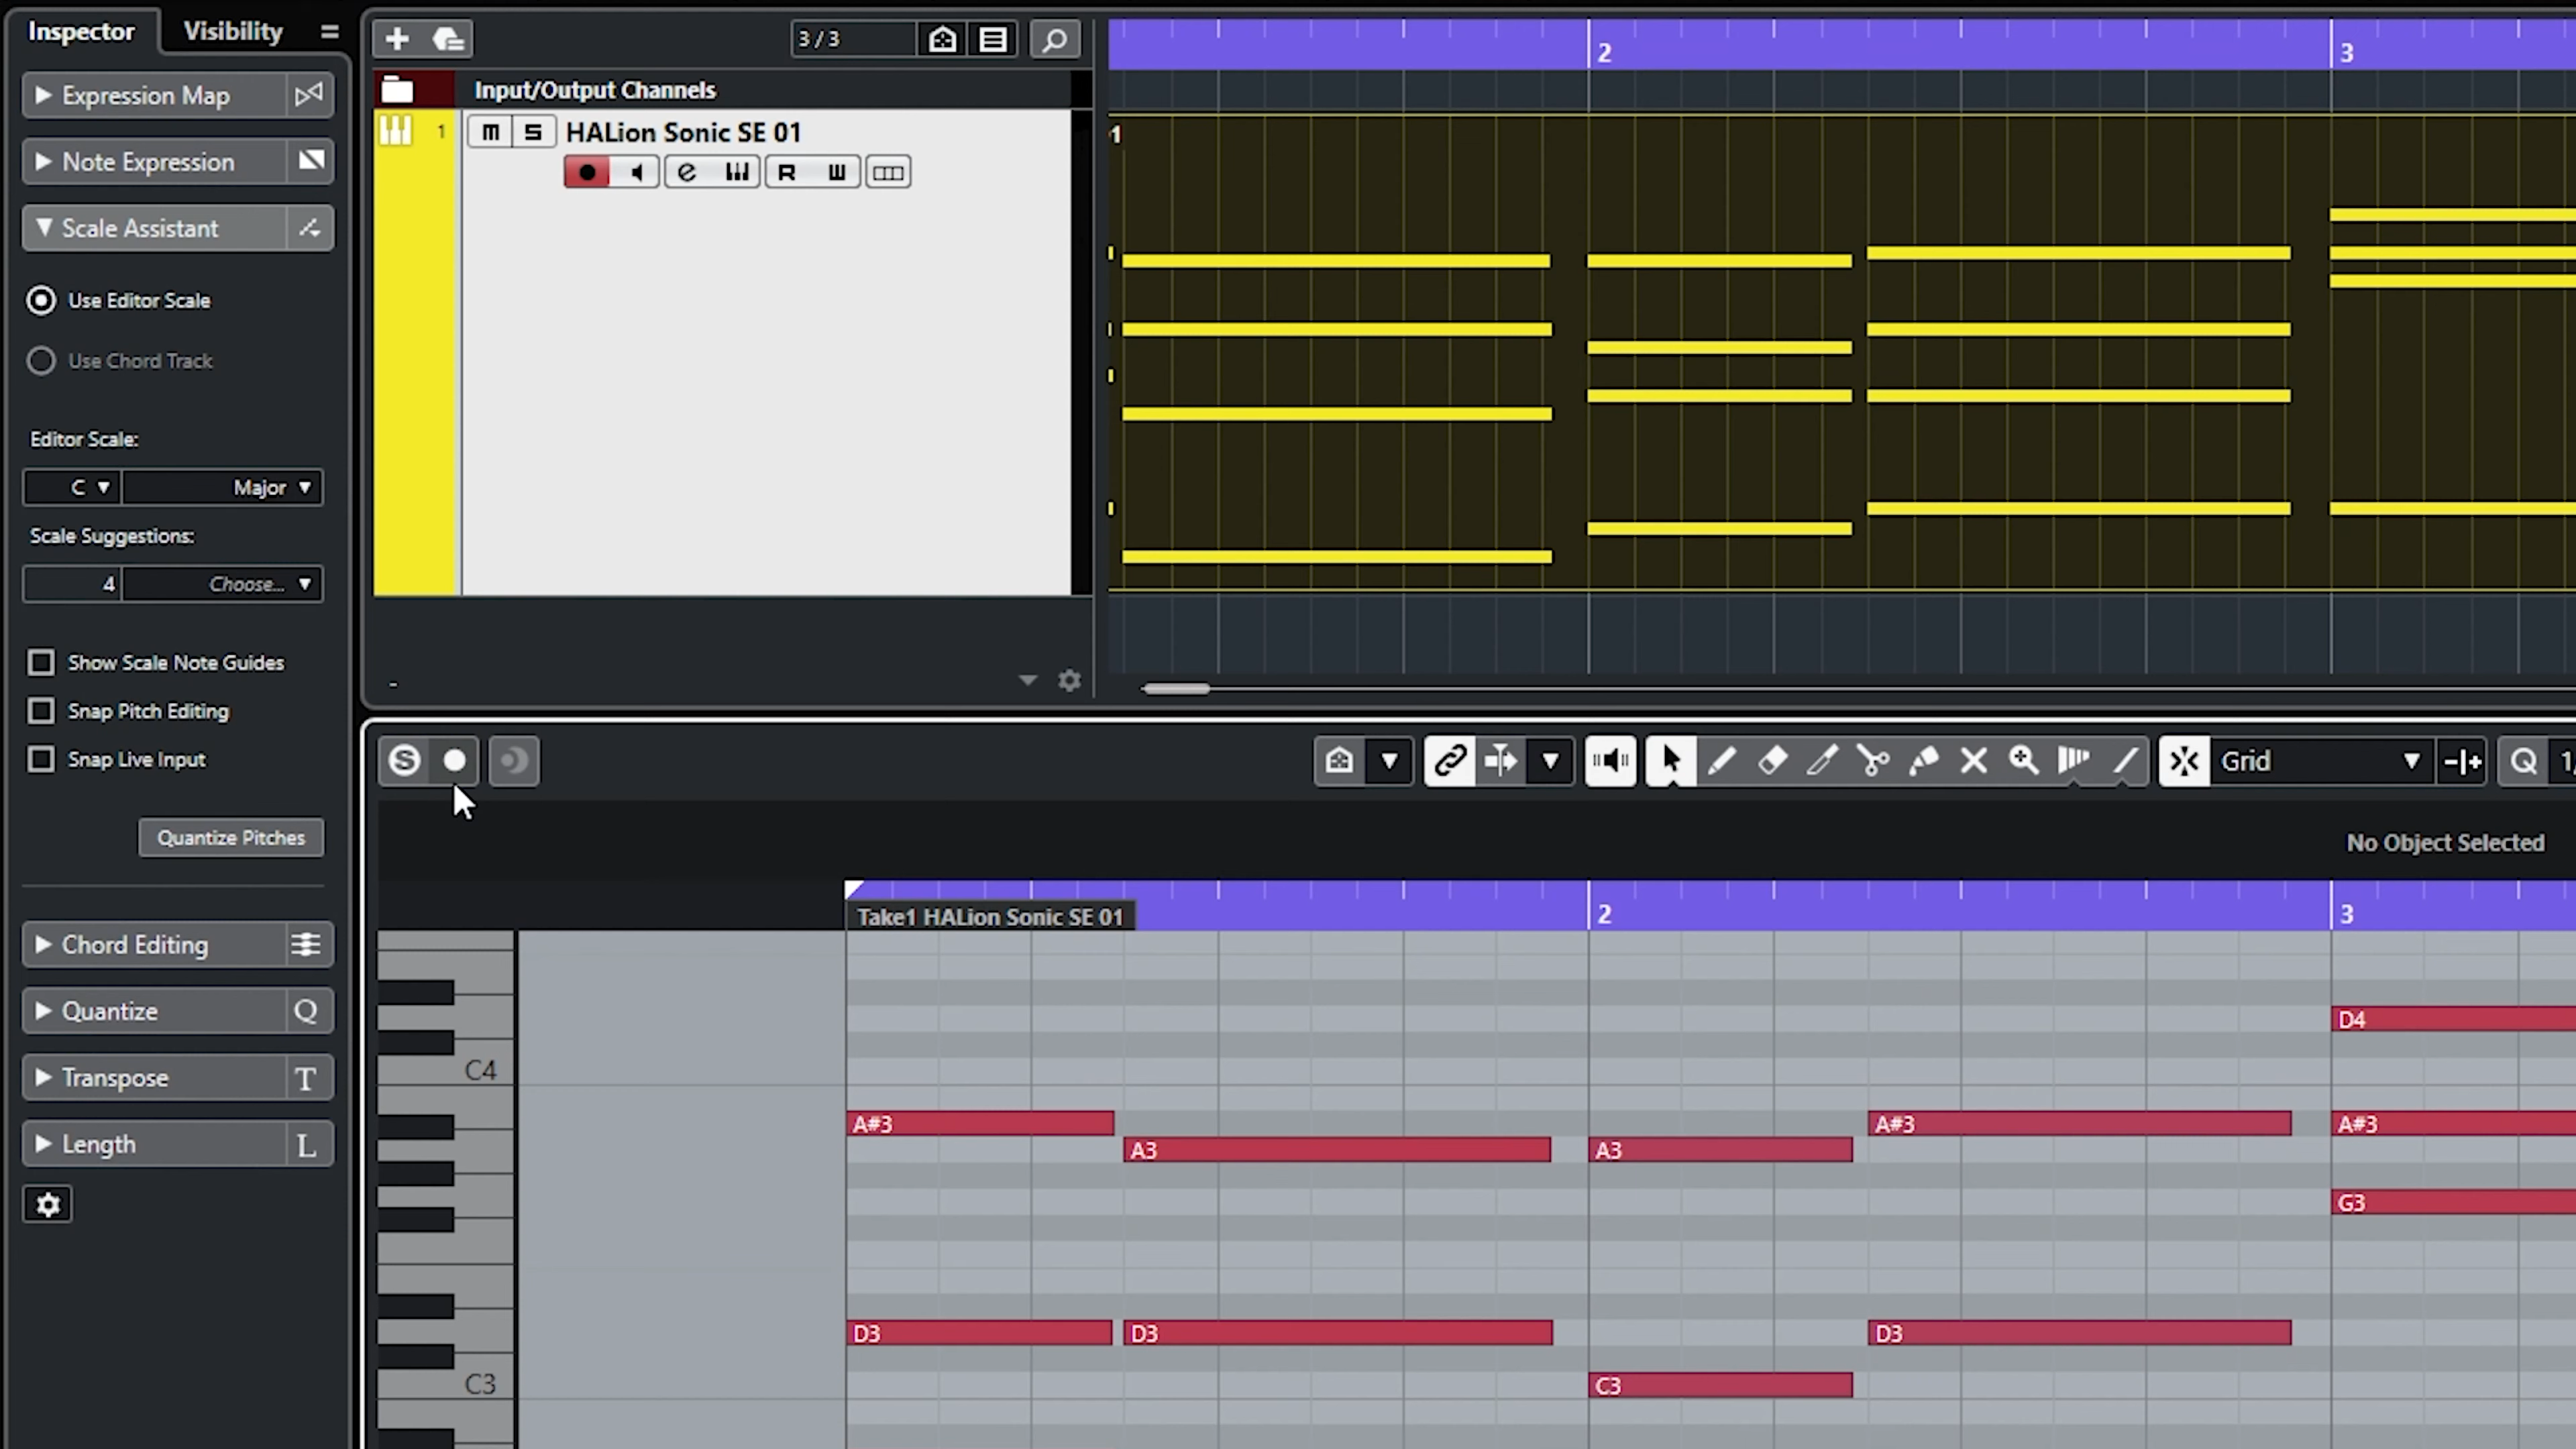 Inspector
Visibility
Expression Map
Note Expression
Scale Assistant
Use Editor Scale
Use Chord Track
Editor Scale:
C
Major
Scale Suggestions:
4
Choose...
Show Scale Note Guides
Snap Pitch Editing
Snap Live Input
Quantize Pitches
Chord Editing
Quantize
Q
Transpose
T
Length
L
3 / 3
Input/Output Channels
1
m
S
HALion Sonic SE 01
e
R
W
-
2
3
1
S
Grid
Q
No Object Selected
Take1 HALion Sonic SE 01
2
3
C4
C3
D4
A#3
A#3
A#3
A3
A3
G3
D3
D3
D3
C3